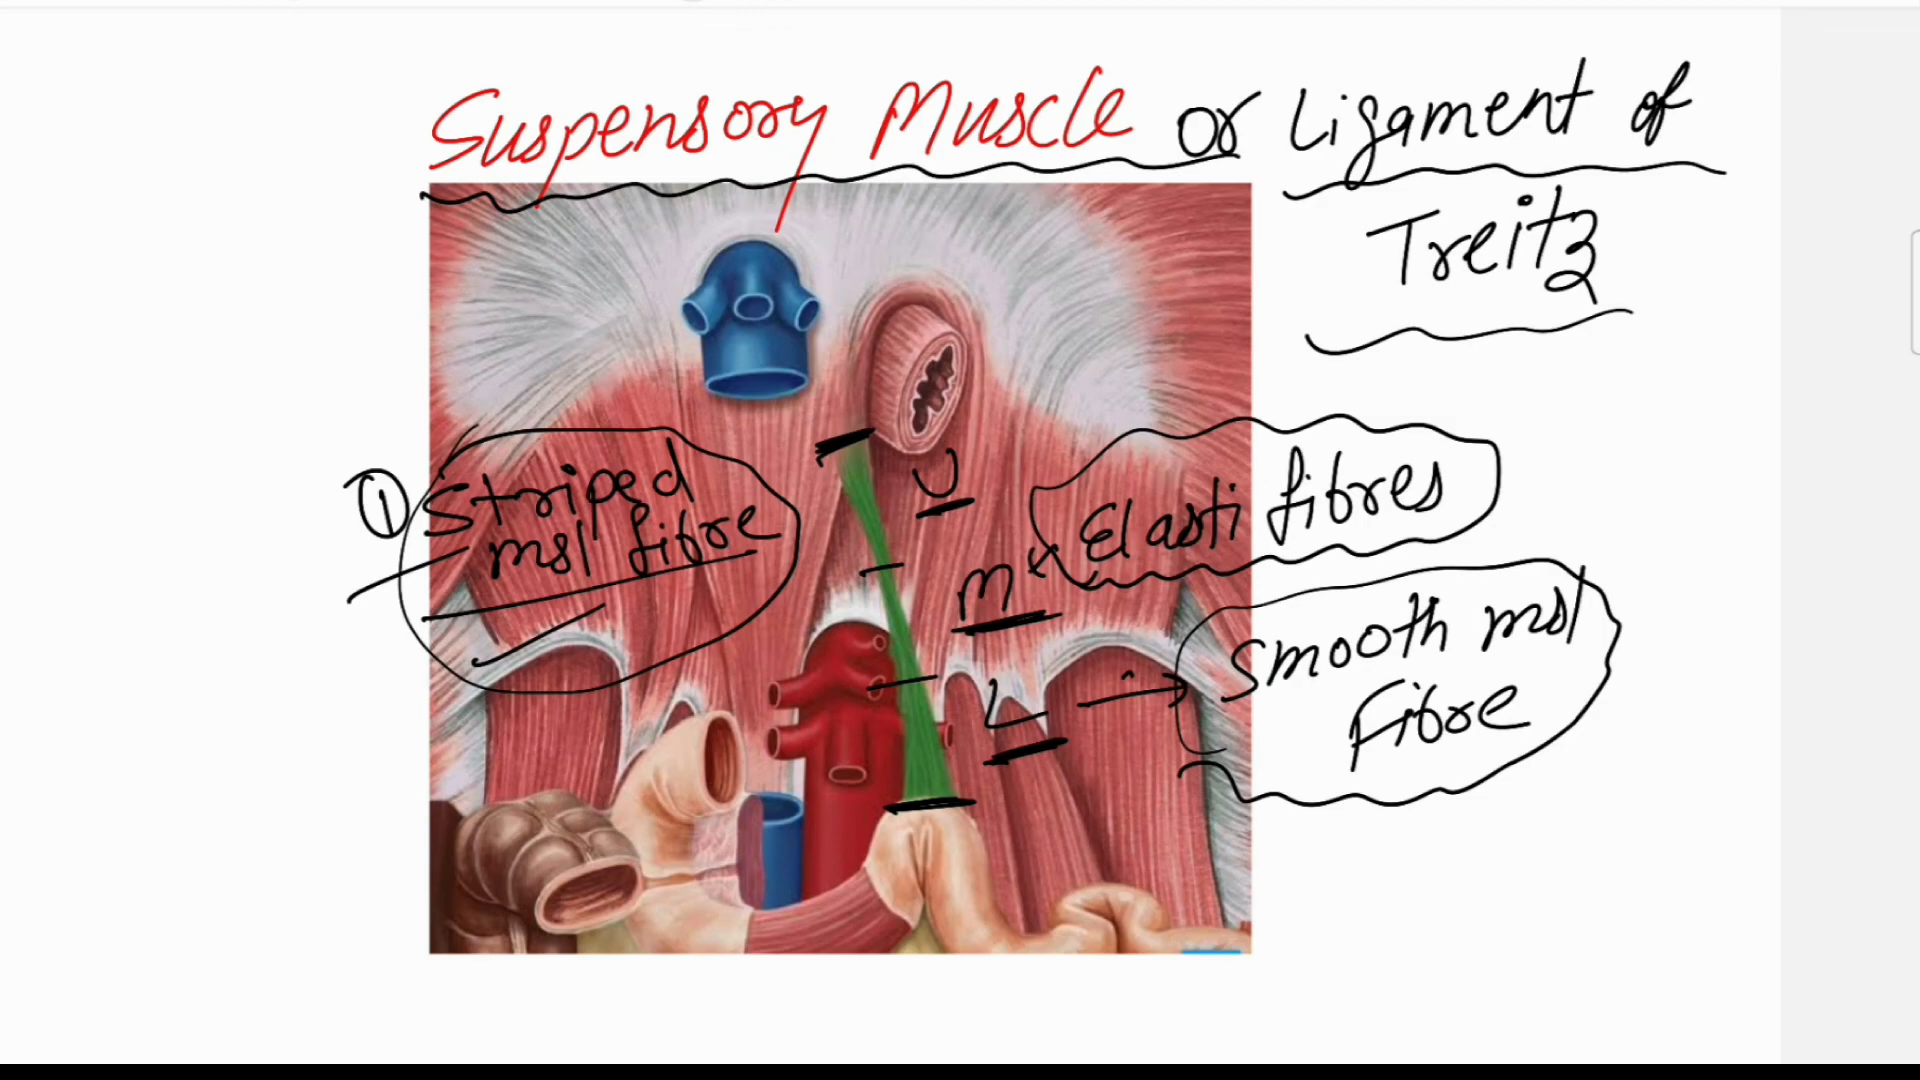 Suspensory Muscle or Ligament of
Treitz
① Striped
msl fibre
U
M
Elasti fibres
L
Smooth msl
Fibre